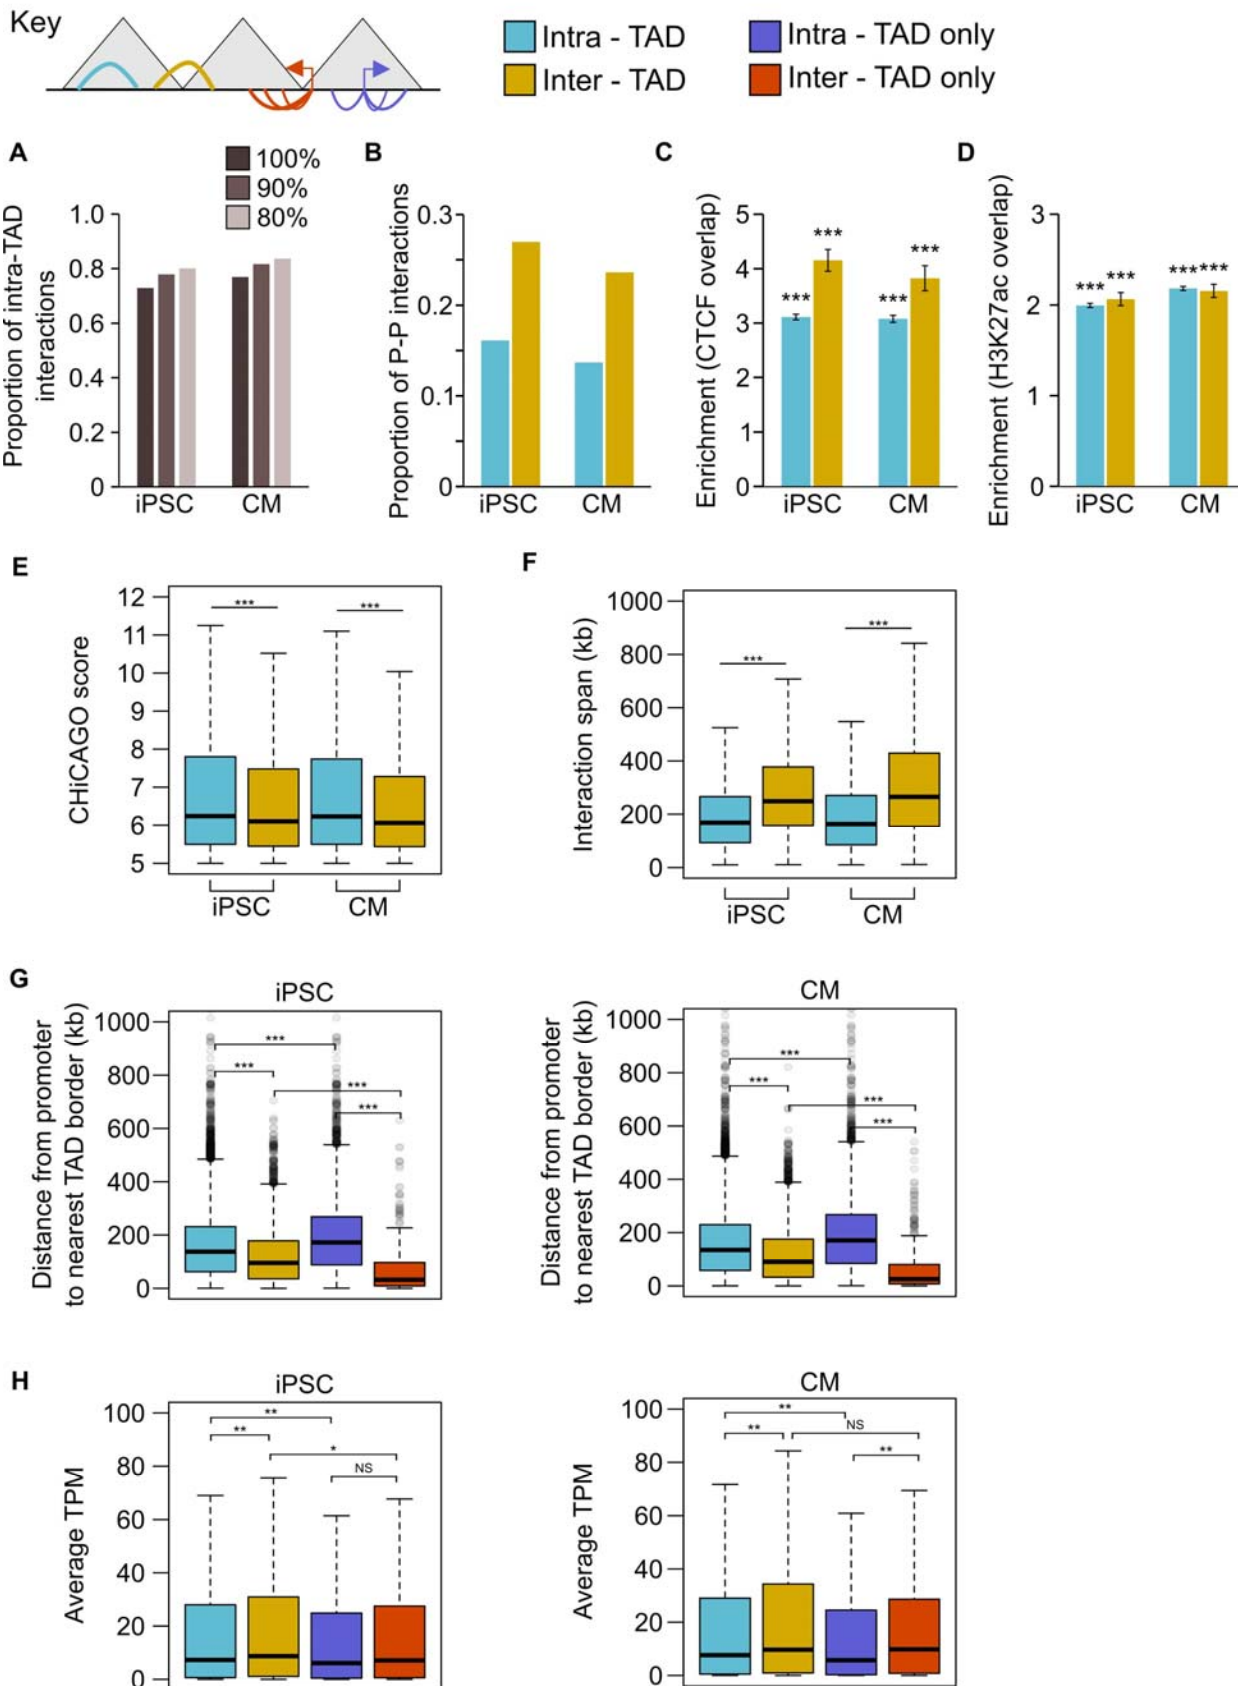 Key
Intra - TAD
Intra - TAD only
Inter - TAD
Inter - TAD only
A
100%
90%
80%
Proportion of intra-TAD
interactions
1.0
0.8
0.6
0.4
0.2
0
iPSC
CM
B
Proportion of P-P interactions
0.3
0.2
0.1
0
iPSC
CM
C
Enrichment (CTCF overlap)
5
4
3
2
1
0
***
***
***
***
iPSC
CM
D
Enrichment (H3K27ac overlap)
3
2
1
0
***
***
***
***
iPSC
CM
E
CHiCAGO score
12
11
10
9
8
7
6
5
***
***
iPSC
CM
F
Interaction span (kb)
1000
800
600
400
200
0
***
***
iPSC
CM
G
iPSC
Distance from promoter
to nearest TAD border (kb)
1000
800
600
400
200
0
***
***
***
***
CM
Distance from promoter
to nearest TAD border (kb)
1000
800
600
400
200
0
***
***
***
***
H
iPSC
Average TPM
100
80
60
40
20
0
**
**
*
NS
CM
Average TPM
100
80
60
40
20
0
**
**
NS
**